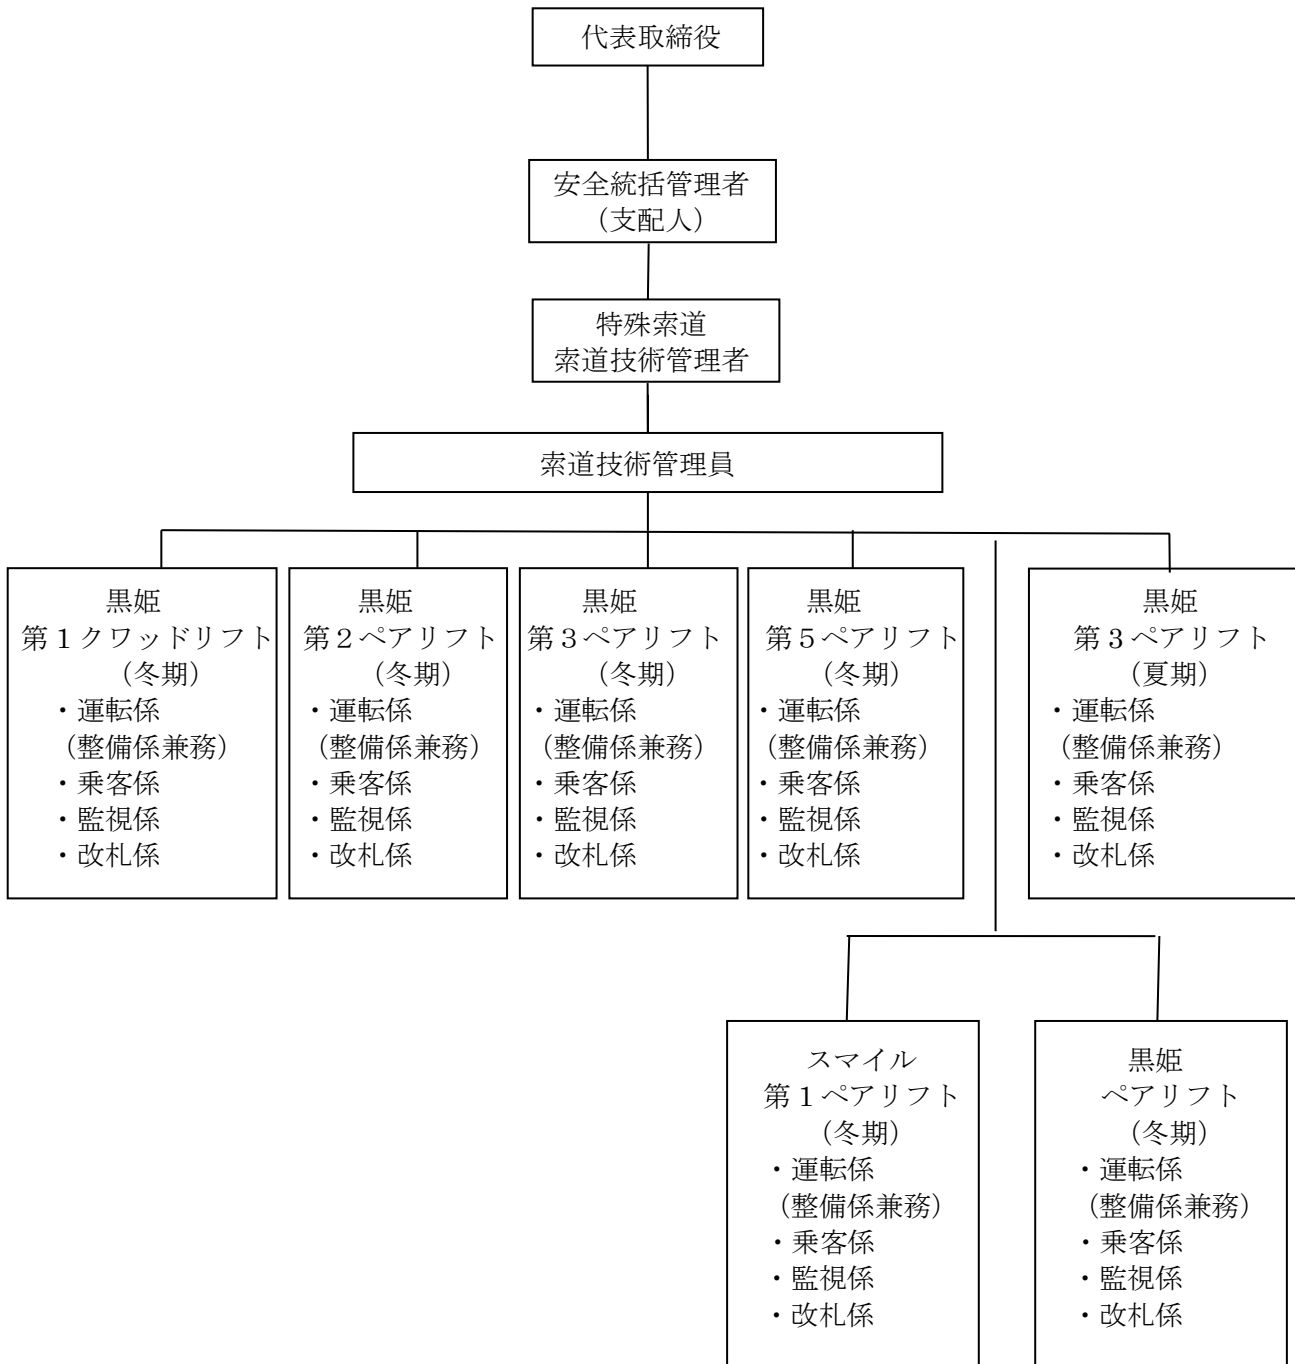 代表取締役
安全統括管理者
（支配人）
特殊索道
索道技術管理者
索道技術管理員
黒姫
第１クワッドリフト
（冬期）
・運転係
（整備係兼務）
・乗客係
・監視係
・改札係
黒姫
第２ペアリフト
（冬期）
・運転係
（整備係兼務）
・乗客係
・監視係
・改札係
黒姫
第３ペアリフト
（冬期）
・運転係
（整備係兼務）
・乗客係
・監視係
・改札係
黒姫
第５ペアリフト
（冬期）
・運転係
（整備係兼務）
・乗客係
・監視係
・改札係
黒姫
第３ペアリフト
（夏期）
・運転係
（整備係兼務）
・乗客係
・監視係
・改札係
スマイル
第１ペアリフト
（冬期）
・運転係
（整備係兼務）
・乗客係
・監視係
・改札係
黒姫
ペアリフト
（冬期）
・運転係
（整備係兼務）
・乗客係
・監視係
・改札係